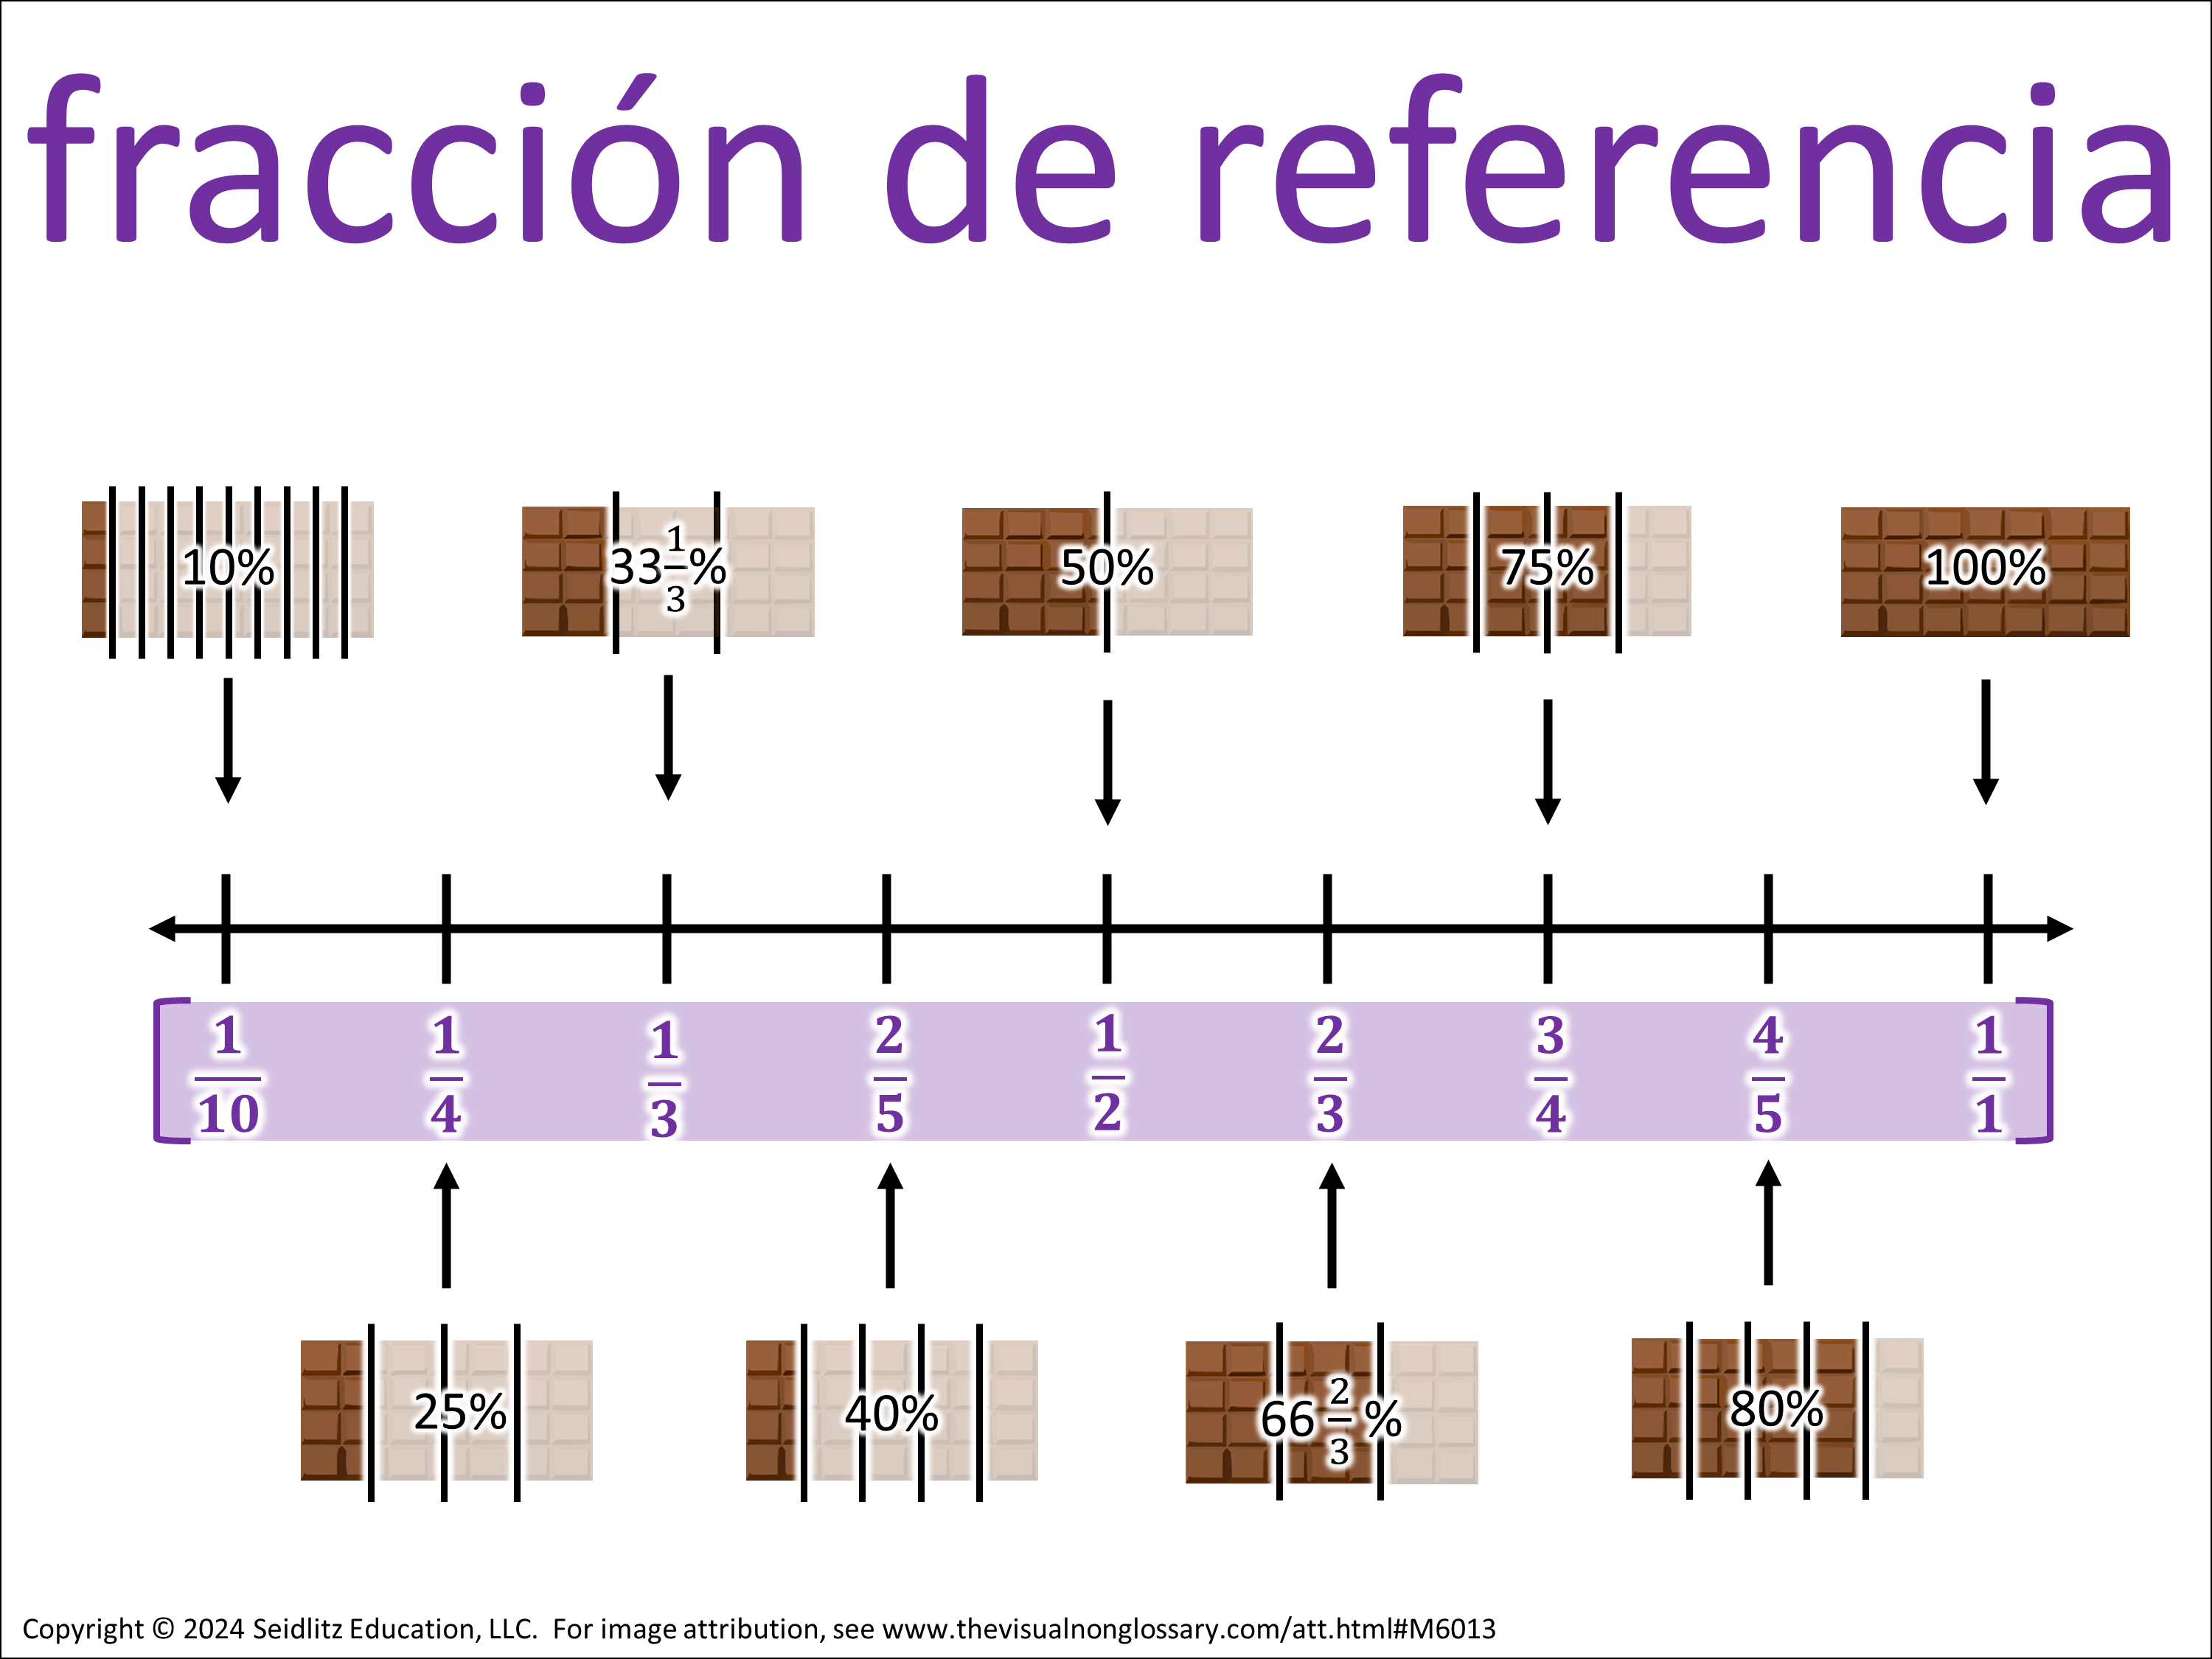 fracción de referencia
10% 33 1/3% 50% 75% 100%
1/10 1/4 1/3 2/5 1/2 2/3 3/4 4/5 1/1
25% 40% 66 2/3 % 80%
Copyright © 2024 Seidlitz Education, LLC. For image attribution, see www.thevisualnonglossary.com/att.html#M6013